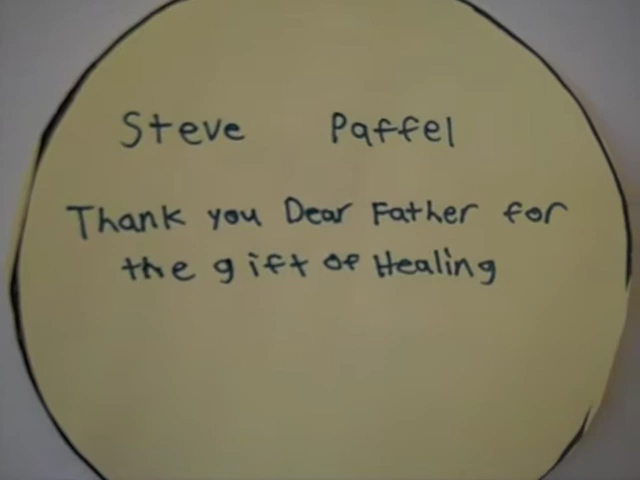 Steve Paffel
Thank you Dear Father for
the gift of Healing